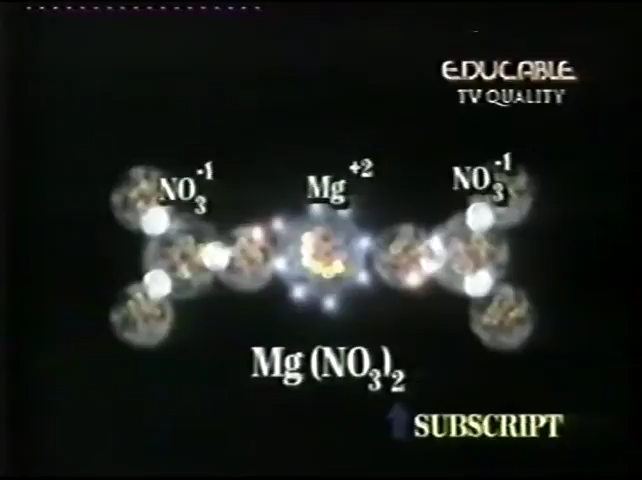 EDUCABLE
TV QUALITY
NO₃⁻¹
Mg⁺²
NO₃⁻¹
Mg(NO₃)₂
SUBSCRIPT